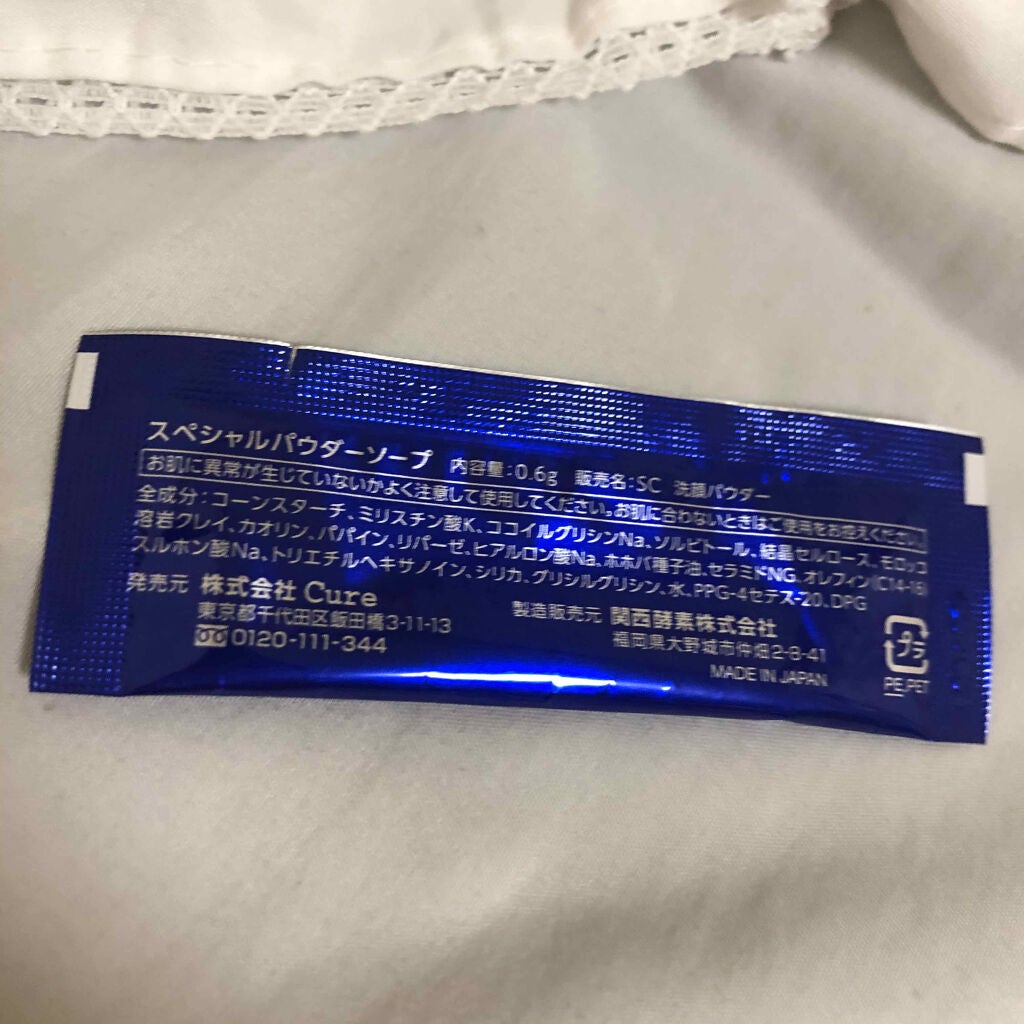 スペシャルパウダーソープ 内容量:0.6g 販売名:SC 洗顔パウダー
お肌に異常が生じていないかよく注意して使用してください。お肌に合わないときはご使用をお控えください。
全成分:コーンスターチ、ミリスチン酸K、ココイルグリシンNa、ソルビトール、結晶セルロース、モロッコ
溶岩クレイ、カオリン、パパイン、リパーゼ、ヒアルロン酸Na、ホホバ種子油、セラミドNG、オレフィン(C14-16)
スルホン酸Na、トリエチルヘキサノイン、シリカ、グリシルグリシン、水、PPG-4セテス-20、DPG
発売元 株式会社 Cure
東京都千代田区飯田橋3-11-13
0120-111-344
製造販売元 関西酵素株式会社
福岡県大野城市仲畑2-8-41
MADE IN JAPAN
プラ
PE,PET